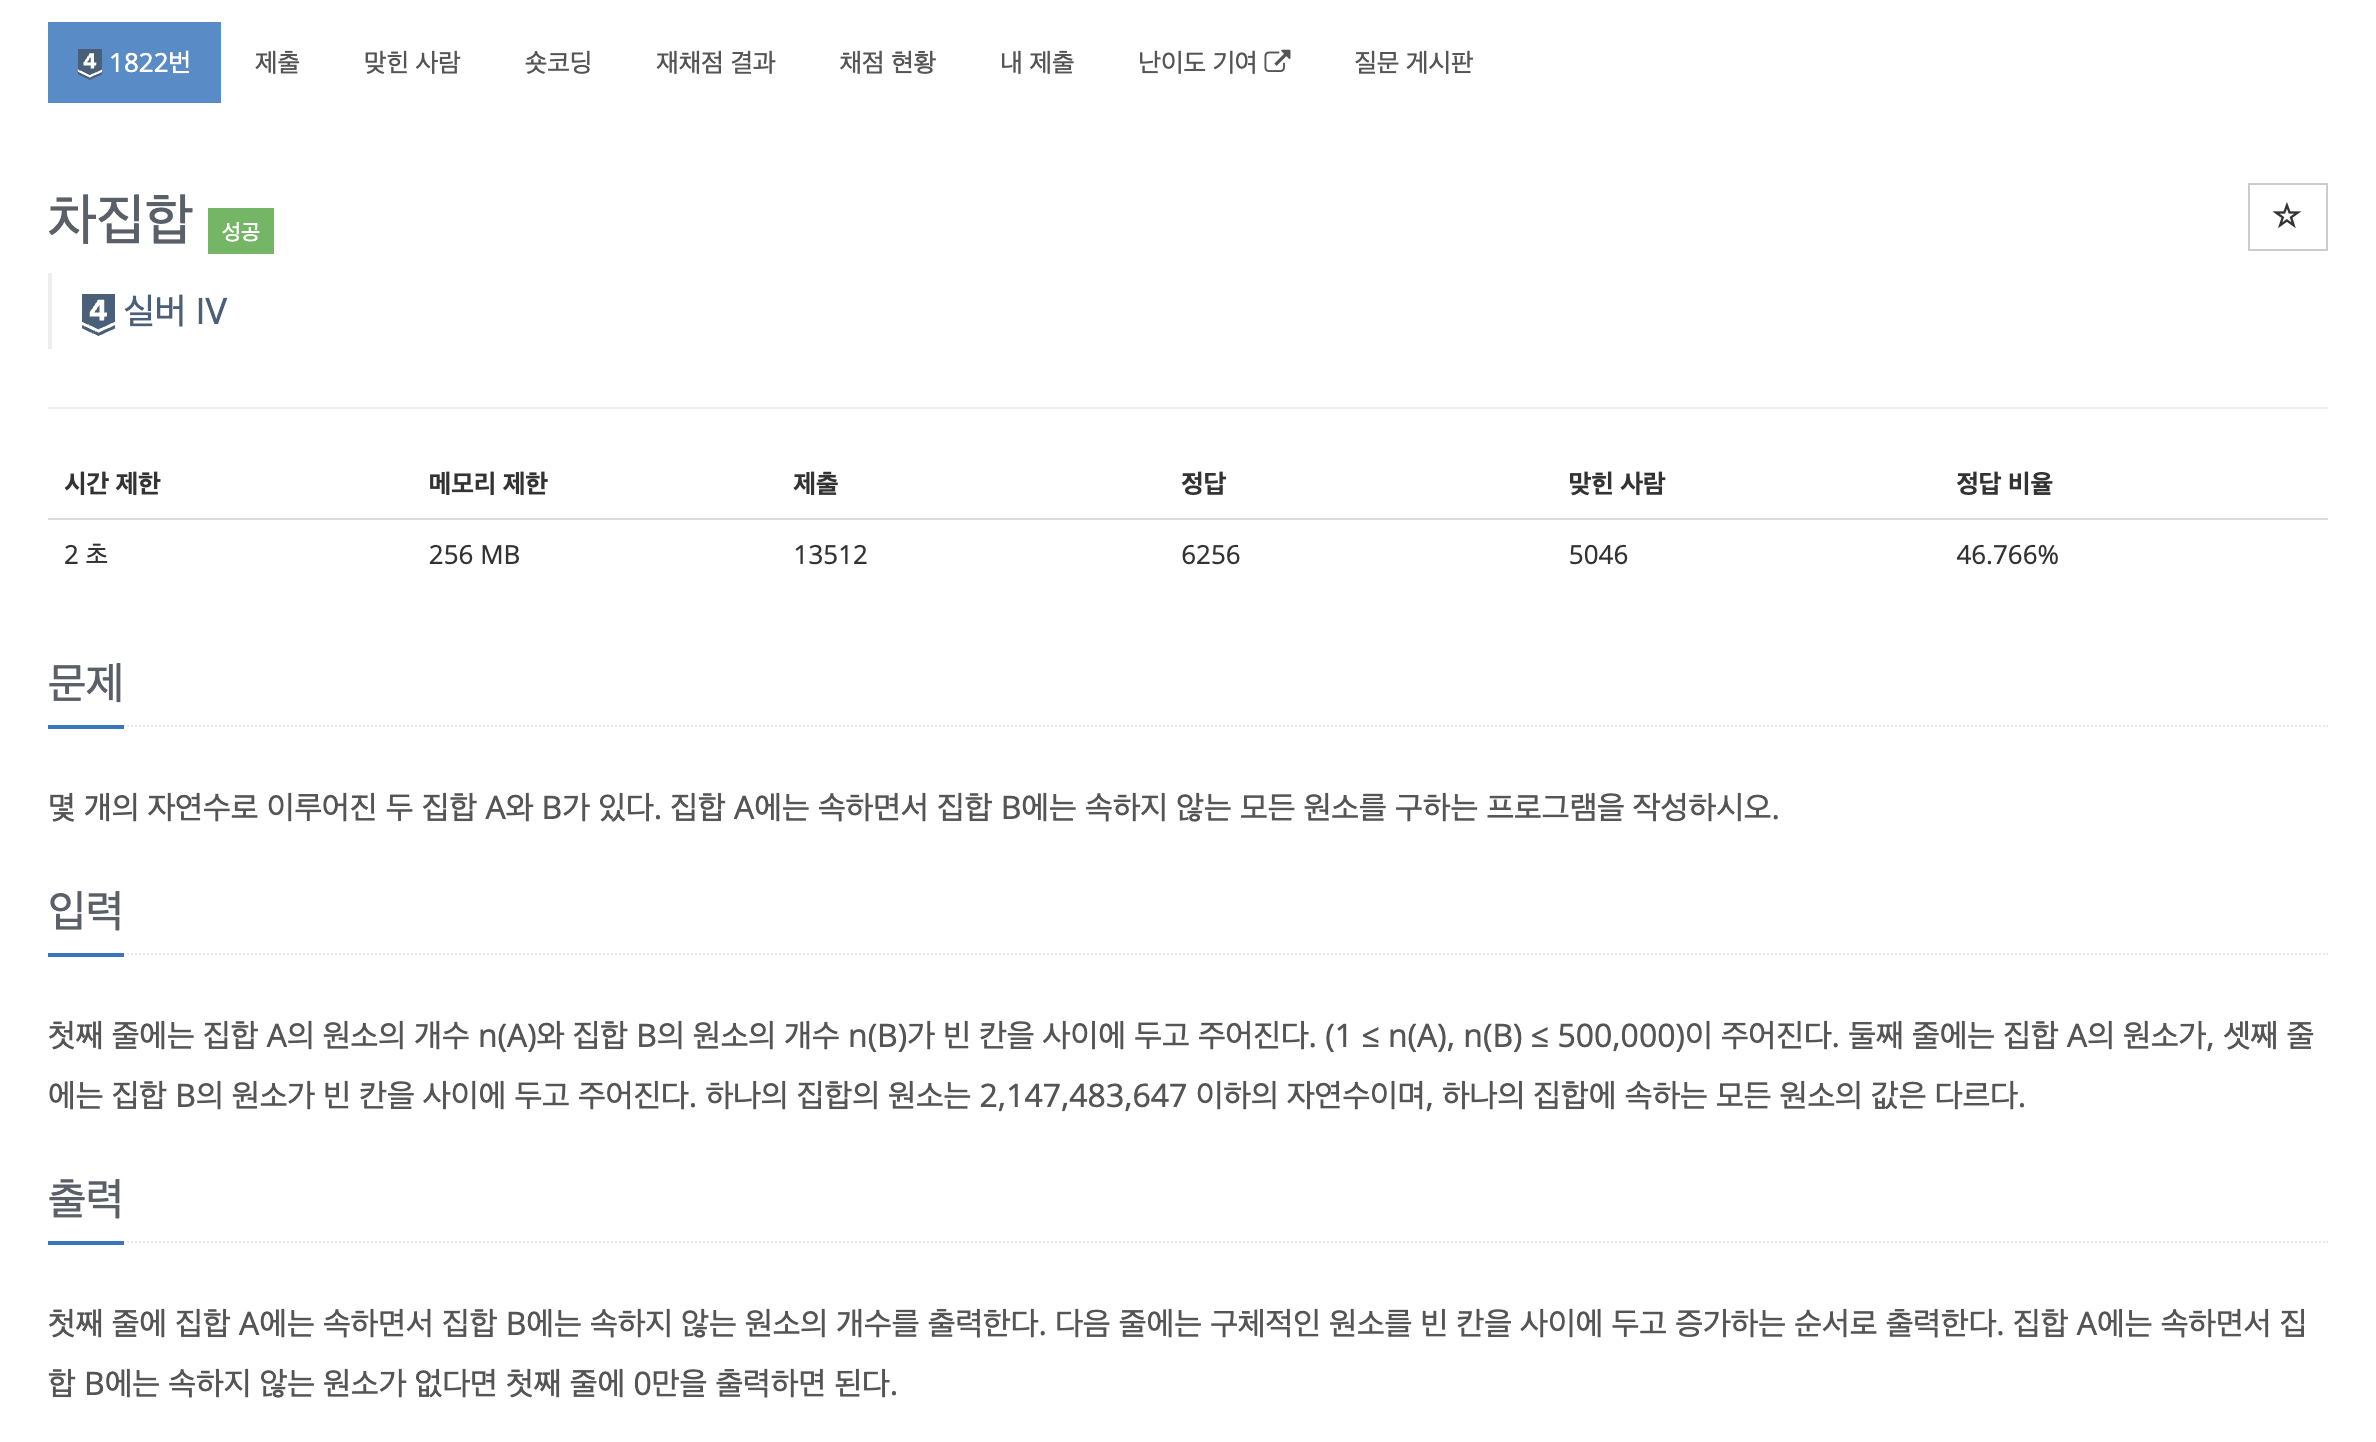 4 1822번 제출 맞힌 사람 숏코딩 재채점 결과 채점 현황 내 제출 난이도 기여 질문 게시판
차집합 성공
4 실버 IV
시간 제한 메모리 제한 제출 정답 맞힌 사람 정답 비율
2 초 256 MB 13512 6256 5046 46.766%
문제
몇 개의 자연수로 이루어진 두 집합 A와 B가 있다. 집합 A에는 속하면서 집합 B에는 속하지 않는 모든 원소를 구하는 프로그램을 작성하시오.
입력
첫째 줄에는 집합 A의 원소의 개수 n(A)와 집합 B의 원소의 개수 n(B)가 빈 칸을 사이에 두고 주어진다. (1 ≤ n(A), n(B) ≤ 500,000)이 주어진다. 둘째 줄에는 집합 A의 원소가, 셋째 줄
에는 집합 B의 원소가 빈 칸을 사이에 두고 주어진다. 하나의 집합의 원소는 2,147,483,647 이하의 자연수이며, 하나의 집합에 속하는 모든 원소의 값은 다르다.
출력
첫째 줄에 집합 A에는 속하면서 집합 B에는 속하지 않는 원소의 개수를 출력한다. 다음 줄에는 구체적인 원소를 빈 칸을 사이에 두고 증가하는 순서로 출력한다. 집합 A에는 속하면서 집
합 B에는 속하지 않는 원소가 없다면 첫째 줄에 0만을 출력하면 된다.